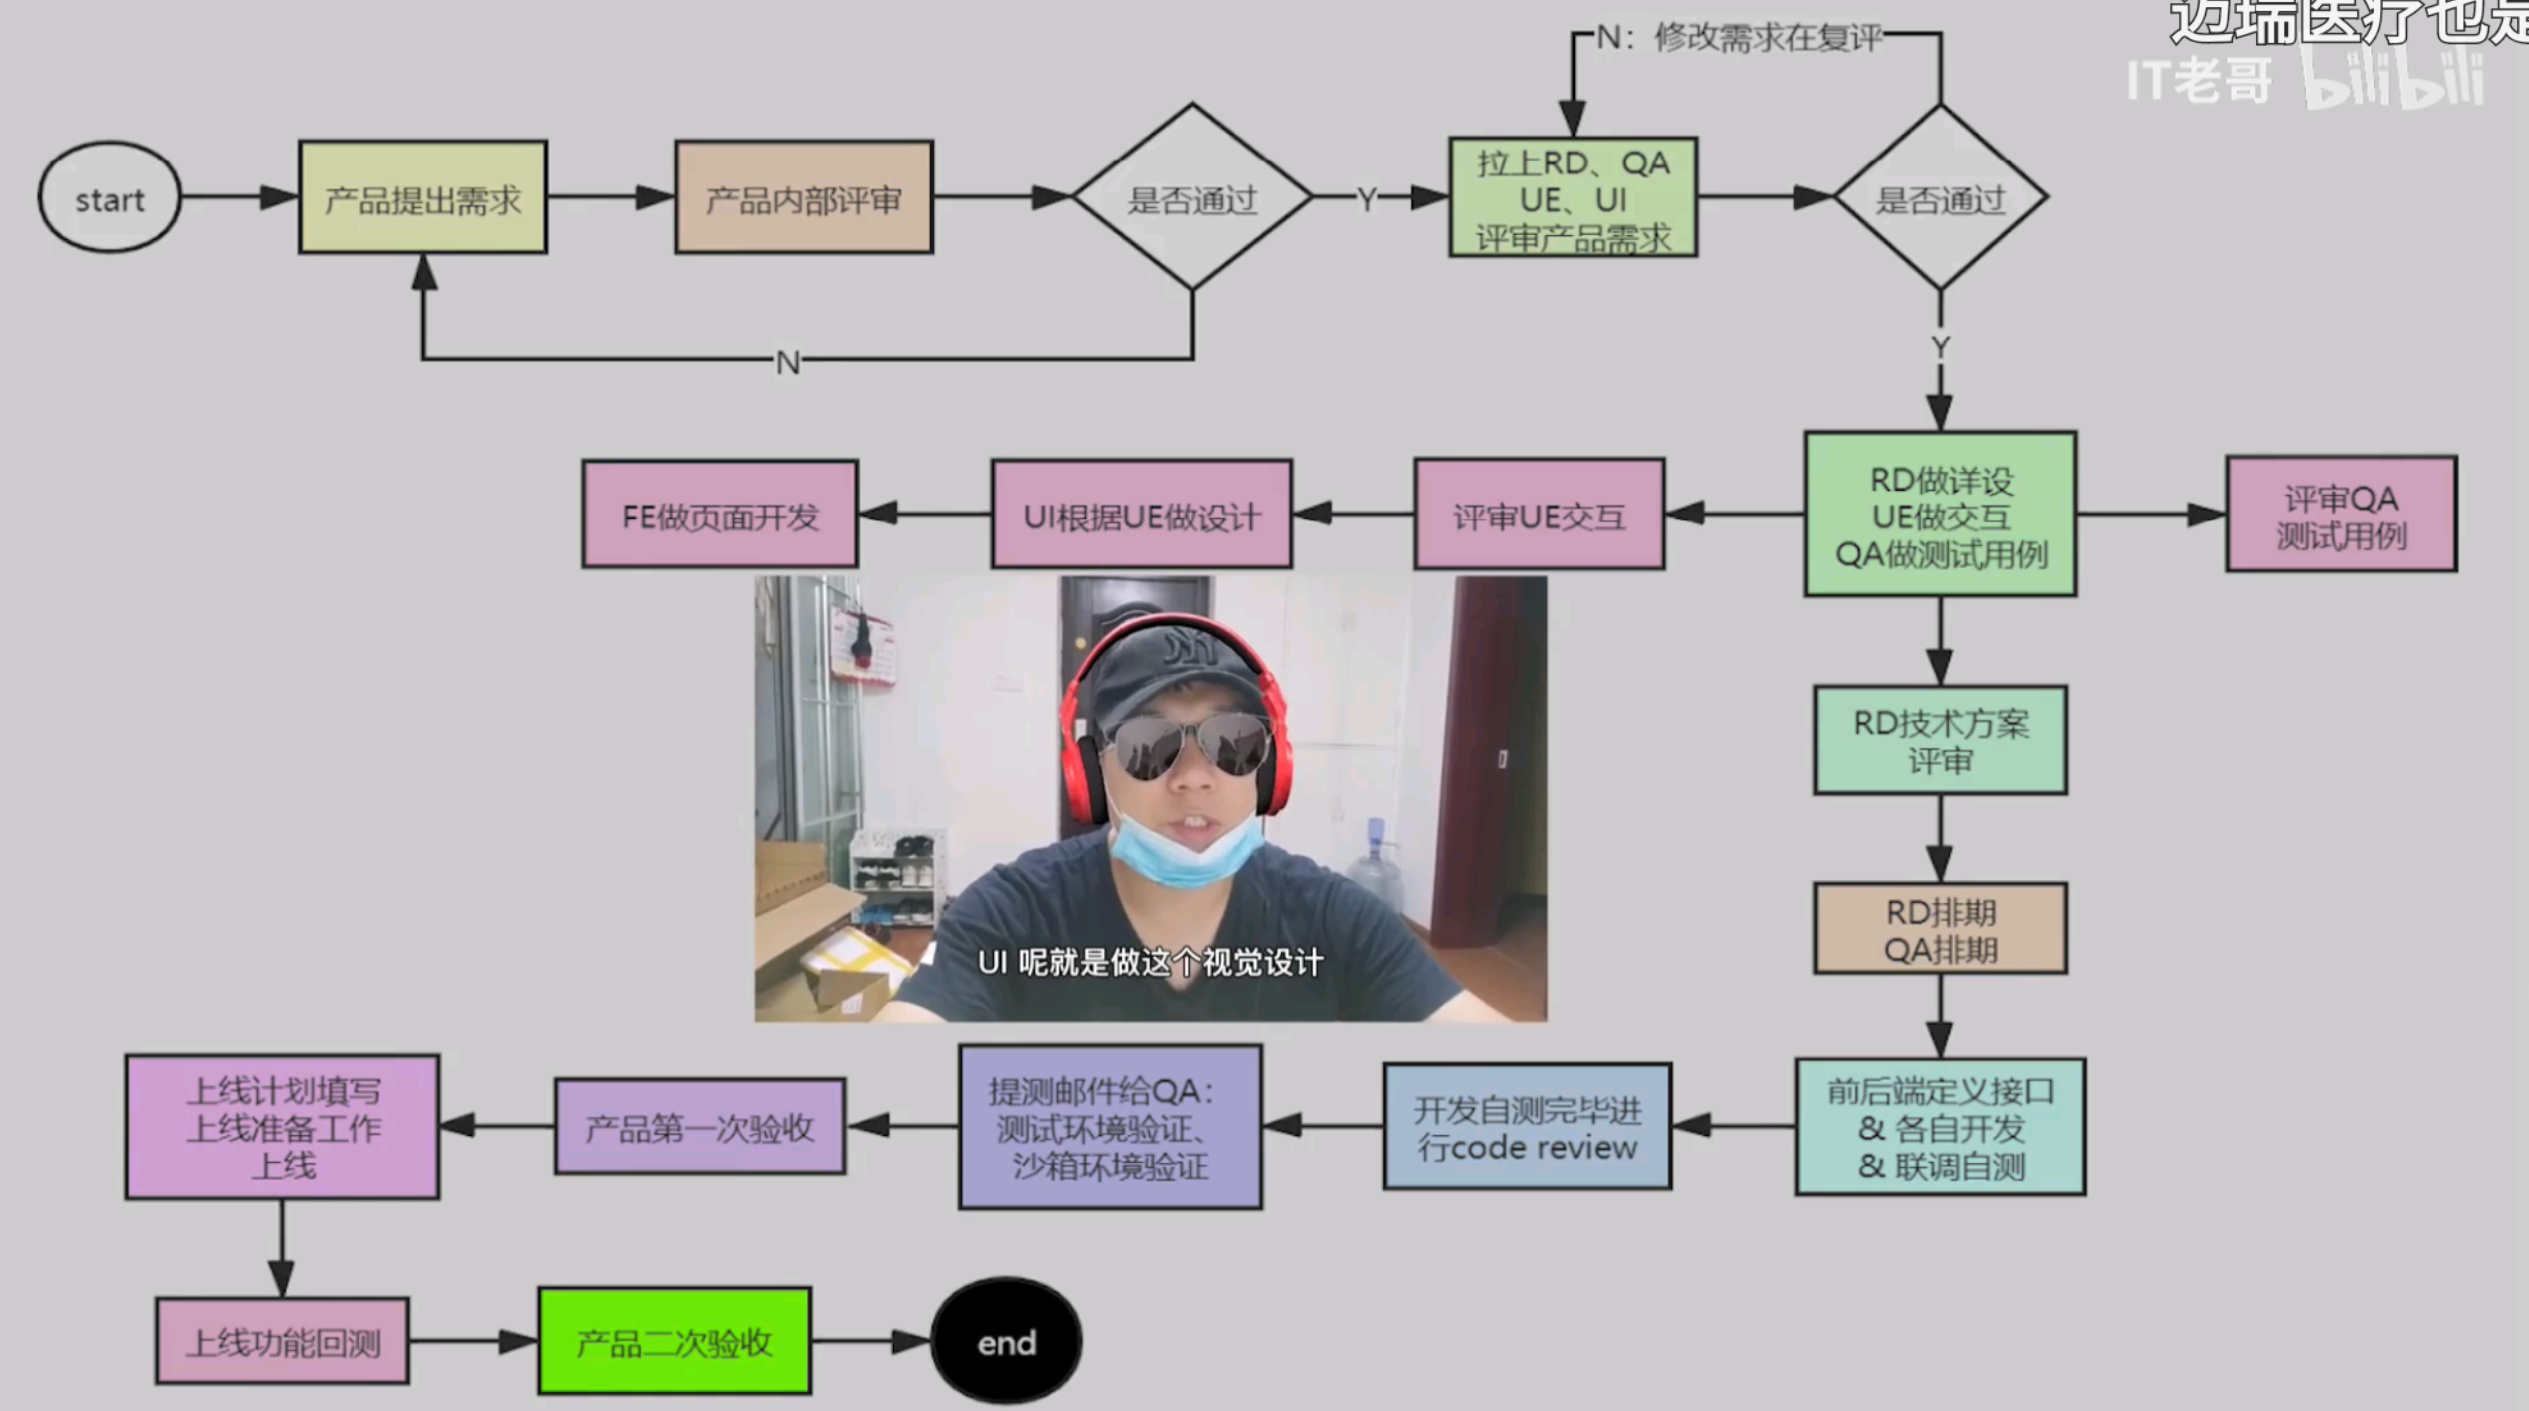 迈瑞医疗也是
IT老哥 bilibili
N：修改需求在复评
start
产品提出需求
产品内部评审
是否通过
Y
拉上RD、QA
UE、UI
评审产品需求
是否通过
N
Y
FE做页面开发
UI根据UE做设计
评审UE交互
RD做详设
UE做交互
QA做测试用例
评审QA
测试用例
RD技术方案
评审
RD排期
QA排期
UI 呢就是做这个视觉设计
上线计划填写
上线准备工作
上线
产品第一次验收
提测邮件给QA：
测试环境验证、
沙箱环境验证
开发自测完毕进
行code review
前后端定义接口
& 各自开发
& 联调自测
上线功能回测
产品二次验收
end